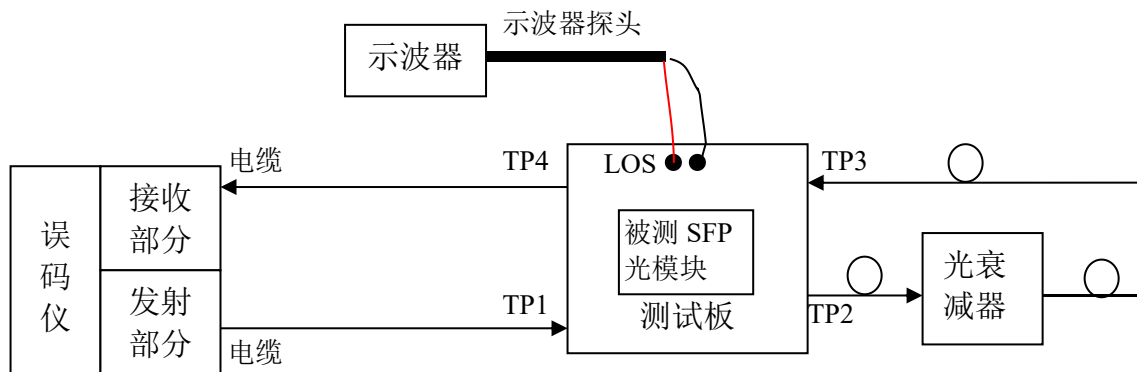 示波器探头
示波器
电缆
TP4
LOS
TP3
接收
部分
误
码
仪
被测 SFP
光模块
光衰
减器
发射
部分
TP1
测试板
TP2
电缆